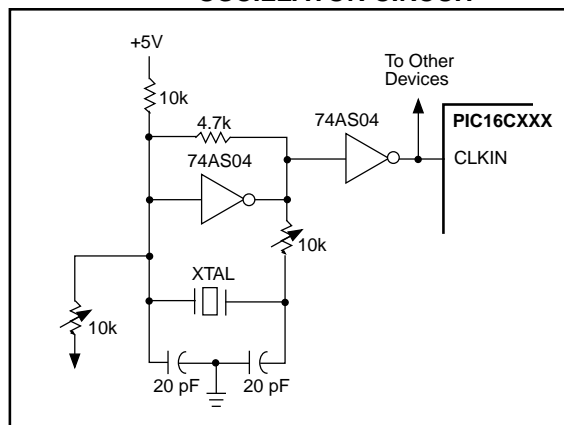 OSCILLATOR CIRCUIT
+5V
To Other
Devices
10k
4.7k
74AS04
PIC16CXXX
74AS04
CLKIN
10k
XTAL
10k
20 pF
20 pF